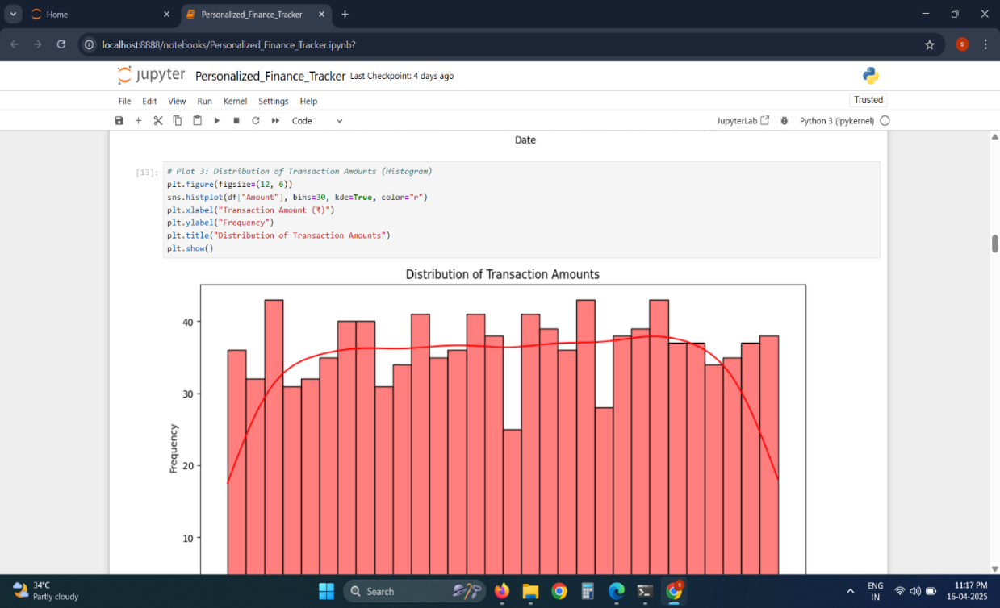 Home
Personalized_Finance_Tracker
localhost:8888/notebooks/Personalized_Finance_Tracker.ipynb?
S
jupyter Personalized_Finance_Tracker Last Checkpoint: 4 days ago
File Edit View Run Kernel Settings Help
Trusted
Code
JupyterLab
Python 3 (ipykernel)
Date
[13]:
# Plot 3: Distribution of Transaction Amounts (Histogram)
plt.figure(figsize=(12, 6))
sns.histplot(df["Amount"], bins=30, kde=True, color="r")
plt.xlabel("Transaction Amount (₹)")
plt.ylabel("Frequency")
plt.title("Distribution of Transaction Amounts")
plt.show()
Distribution of Transaction Amounts
40
30
20
10
Frequency
34°C
Partly cloudy
Search
ENG
IN
11:17 PM
16-04-2025